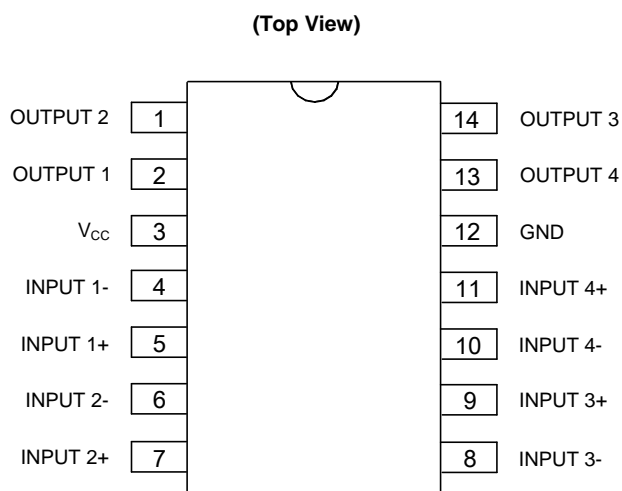 (Top View)
OUTPUT 2 1 14 OUTPUT 3
OUTPUT 1 2 13 OUTPUT 4
VCC 3 12 GND
INPUT 1- 4 11 INPUT 4+
INPUT 1+ 5 10 INPUT 4-
INPUT 2- 6 9 INPUT 3+
INPUT 2+ 7 8 INPUT 3-